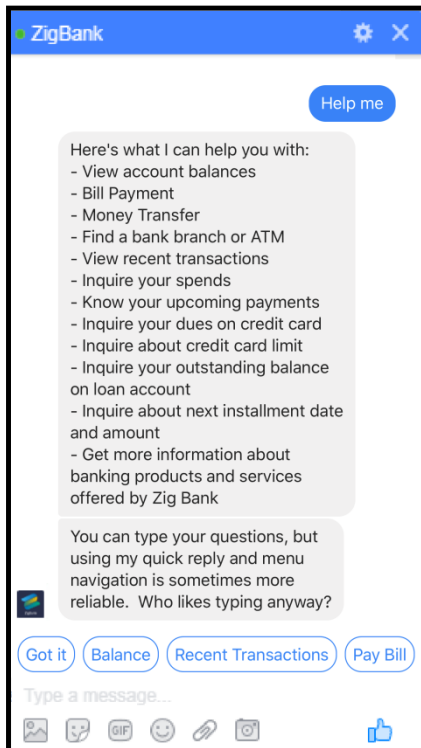 ZigBank
Help me
Here's what I can help you with:
- View account balances
- Bill Payment
- Money Transfer
- Find a bank branch or ATM
- View recent transactions
- Inquire your spends
- Know your upcoming payments
- Inquire your dues on credit card
- Inquire about credit card limit
- Inquire your outstanding balance
on loan account
- Inquire about next installment date
and amount
- Get more information about
banking products and services
offered by Zig Bank
You can type your questions, but
using my quick reply and menu
navigation is sometimes more
reliable.  Who likes typing anyway?
Got it Balance Recent Transactions Pay Bill
Type a message...
GIF